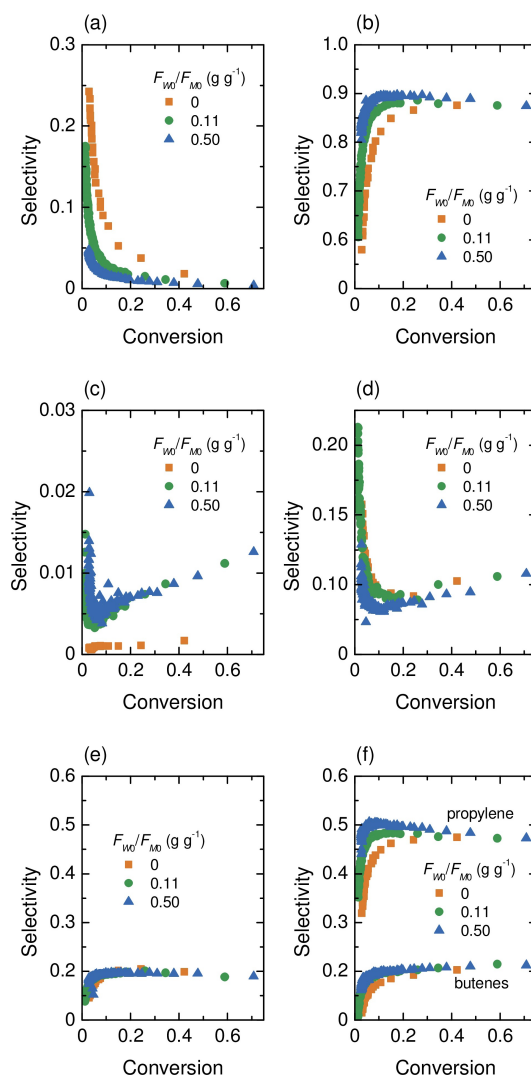 (a)
0.3
0.2
0.1
0
Selectivity
F_W0/F_M0 (g g⁻¹)
0
0.11
0.50
0 0.2 0.4 0.6
Conversion
(b)
1.0
0.9
0.8
0.7
0.6
0.5
Selectivity
F_W0/F_M0 (g g⁻¹)
0
0.11
0.50
0 0.2 0.4 0.6
Conversion
(c)
0.03
0.02
0.01
0
Selectivity
F_W0/F_M0 (g g⁻¹)
0
0.11
0.50
0 0.2 0.4 0.6
Conversion
(d)
0.20
0.15
0.10
0.50
Selectivity
F_W0/F_M0 (g g⁻¹)
0
0.11
0.50
0 0.2 0.4 0.6
Conversion
(e)
0.6
0.5
0.4
0.3
0.2
0.1
0
Selectivity
F_W0/F_M0 (g g⁻¹)
0
0.11
0.50
0 0.2 0.4 0.6
Conversion
(f)
0.6
0.5
0.4
0.3
0.2
0.1
0
Selectivity
propylene
F_W0/F_M0 (g g⁻¹)
0
0.11
0.50
butenes
0 0.2 0.4 0.6
Conversion